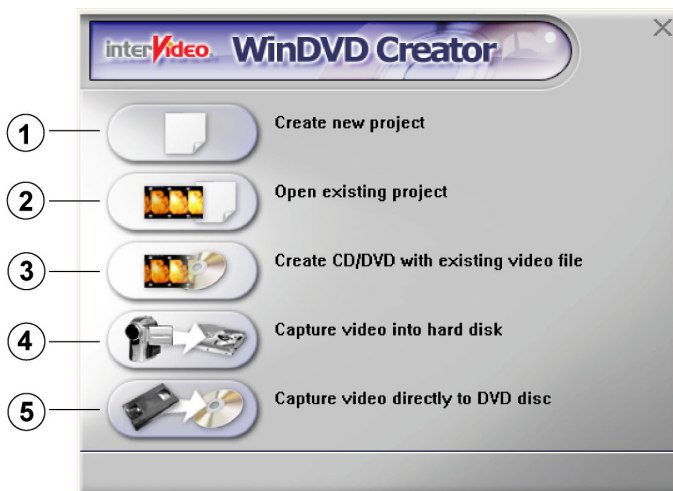 interVideo. WinDVD Creator
1 Create new project
2 Open existing project
3 Create CD/DVD with existing video file
4 Capture video into hard disk
5 Capture video directly to DVD disc